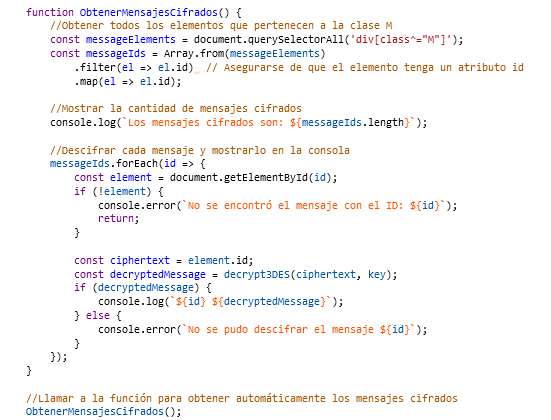 function ObtenerMensajesCifrados() {
    //Obtener todos los elementos que pertenecen a la clase M
    const messageElements = document.querySelectorAll('div[class^="M"]');
    const messageIds = Array.from(messageElements)
        .filter(el => el.id)  // Asegurarse de que el elemento tenga un atributo id
        .map(el => el.id);

    //Mostrar la cantidad de mensajes cifrados
    console.log(`Los mensajes cifrados son: ${messageIds.length}`);

    //Descifrar cada mensaje y mostrarlo en la consola
    messageIds.forEach(id => {
        const element = document.getElementById(id);
        if (!element) {
            console.error(`No se encontró el mensaje con el ID: ${id}`);
            return;
        }

        const ciphertext = element.id;
        const decryptedMessage = decrypt3DES(ciphertext, key);
        if (decryptedMessage) {
            console.log(`${id} ${decryptedMessage}`);
        } else {
            console.error(`No se pudo descifrar el mensaje ${id}`);
        }
    });
}

//Llamar a la función para obtener automáticamente los mensajes cifrados
ObtenerMensajesCifrados();